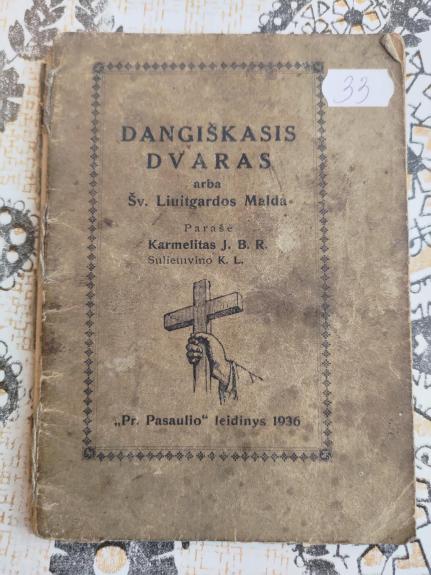 33
DANGIŠKASIS
DVARAS
arba
Šv. Liuitgardos Malda
Parašė
Karmelitas J. B. R.
Sulietuvino K. L.
„Pr. Pasaulio“ leidinys 1936